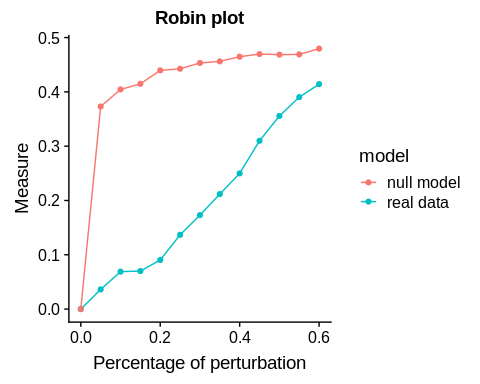 Robin plot
Measure
0.5
0.4
0.3
0.2
0.1
0.0
0.0 0.2 0.4 0.6
Percentage of perturbation
model
null model
real data